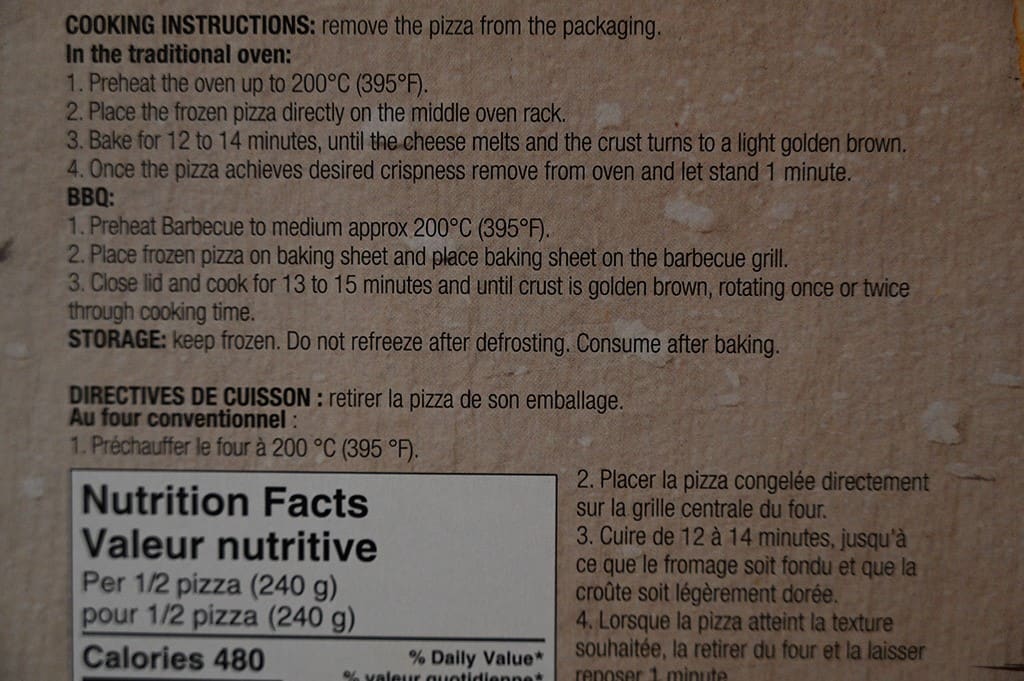 COOKING INSTRUCTIONS: remove the pizza from the packaging.
In the traditional oven:
1. Preheat the oven up to 200°C (395°F).
2. Place the frozen pizza directly on the middle oven rack.
3. Bake for 12 to 14 minutes, until the cheese melts and the crust turns to a light golden brown.
4. Once the pizza achieves desired crispness remove from oven and let stand 1 minute.
BBQ:
1. Preheat Barbecue to medium approx 200°C (395°F).
2. Place frozen pizza on baking sheet and place baking sheet on the barbecue grill.
3. Close lid and cook for 13 to 15 minutes and until crust is golden brown, rotating once or twice
through cooking time.
STORAGE: keep frozen. Do not refreeze after defrosting. Consume after baking.
DIRECTIVES DE CUISSON : retirer la pizza de son emballage.
Au four conventionnel :
1. Préchauffer le four à 200 °C (395 °F).
2. Placer la pizza congelée directement
sur la grille centrale du four.
3. Cuire de 12 à 14 minutes, jusqu'à
ce que le fromage soit fondu et que la
croûte soit légèrement dorée.
4. Lorsque la pizza atteint la texture
souhaitée, la retirer du four et la laisser
reposer 1 minute.
Nutrition Facts
Valeur nutritive
Per 1/2 pizza (240 g)
pour 1/2 pizza (240 g)
Calories 480
% Daily Value*
% valeur quotidienne*